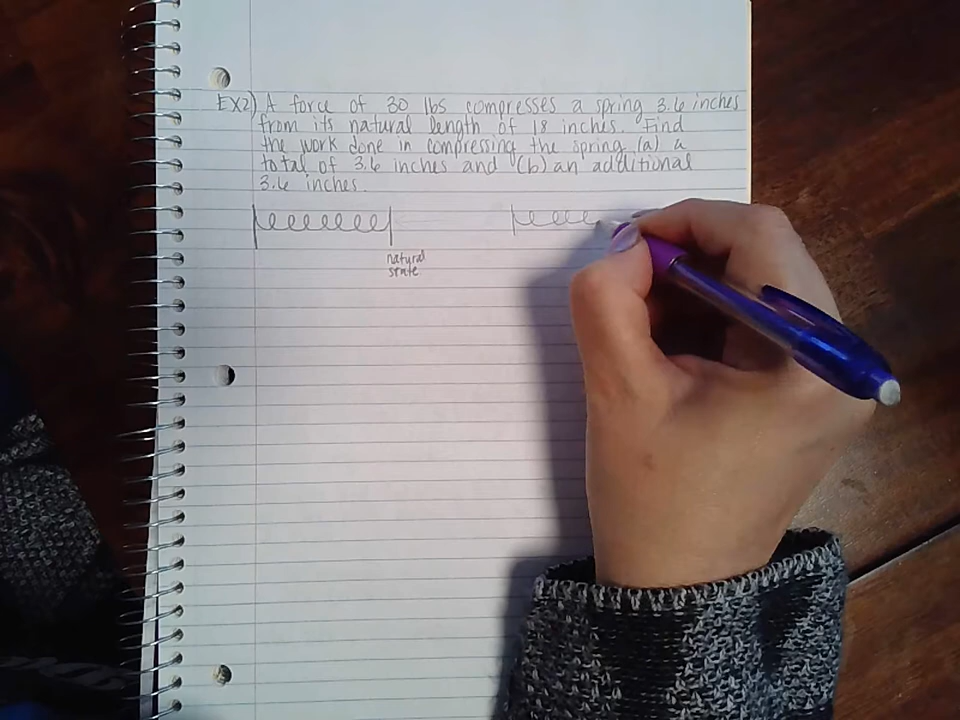 EX2) A force of 30 lbs compresses a spring 3.6 inches
from its natural length of 18 inches. Find
the work done in compressing the spring (a) a
total of 3.6 inches and (b) an additional
3.6 inches.
natural
state